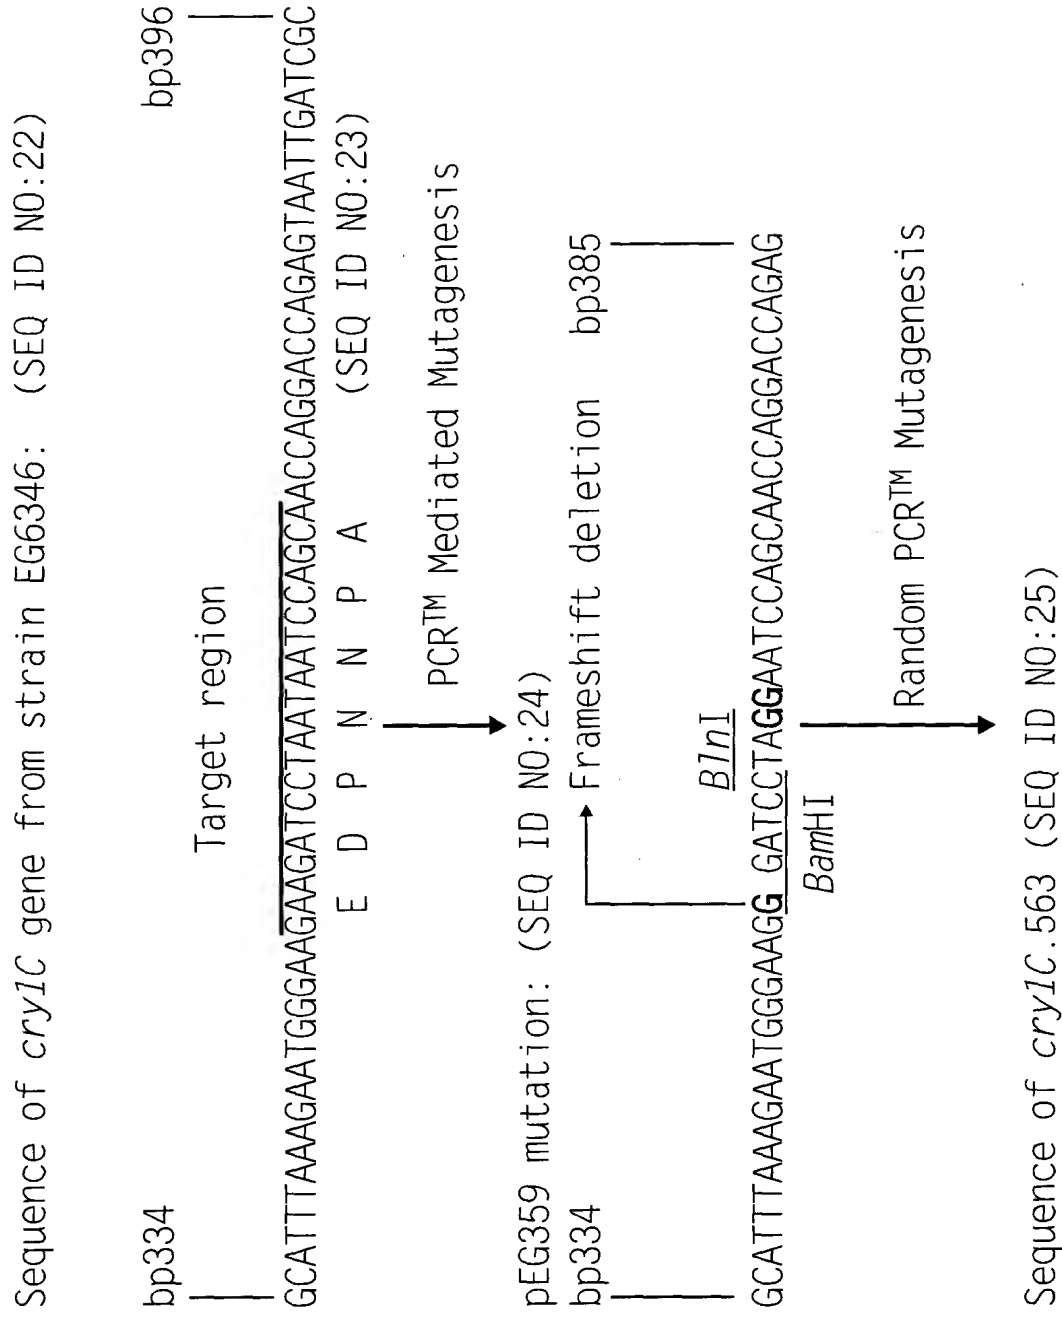 Sequence of cry1C gene from strain EG6346: (SEQ ID NO:22)
bp334 bp396
Target region
GCATTTAAAGAATGGGAAGAAGATCCTAATAATCCAGCAACCAGGACCAGAGTAATTGATCGC
E D P N N P A (SEQ ID NO:23)
PCR™ Mediated Mutagenesis
pEG359 mutation: (SEQ ID NO:24)
bp334 Frameshift deletion bp385
BlnI
GCATTTAAAGAATGGGAAGG GATCCTAGGAATCCAGCAACCAGGACCAGAG
BamHI
Random PCR™ Mutagenesis
Sequence of cry1C.563 (SEQ ID NO:25)